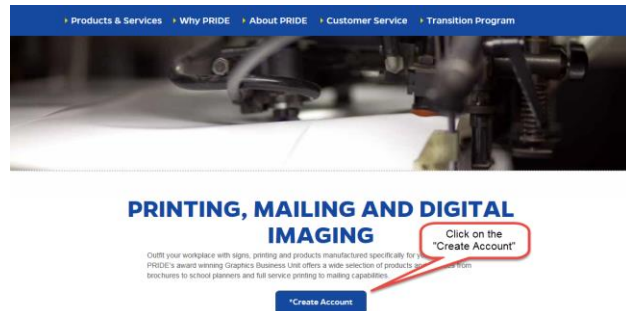 Products & Services Why PRIDE About PRIDE Customer Service Transition Program
PRINTING, MAILING AND DIGITAL
IMAGING
Click on the
"Create Account"
Outfit your workplace with signs, printing and products manufactured specifically for
PRIDE's award winning Graphics Business Unit offers a wide selection of products from
brochures to school planners and full service printing to mailing capabilities.
*Create Account